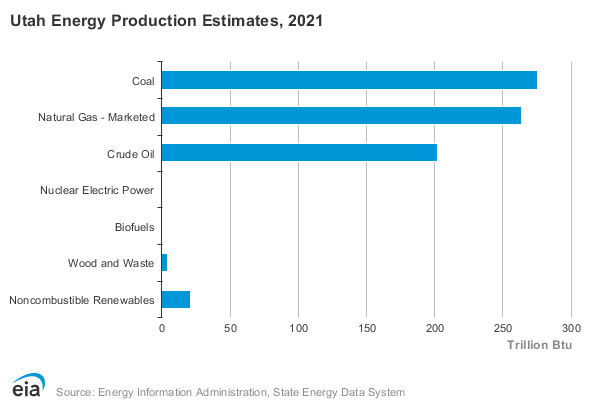 Utah Energy Production Estimates, 2021
Coal
Natural Gas - Marketed
Crude Oil
Nuclear Electric Power
Biofuels
Wood and Waste
Noncombustible Renewables
0 50 100 150 200 250 300
Trillion Btu
eia Source: Energy Information Administration, State Energy Data System